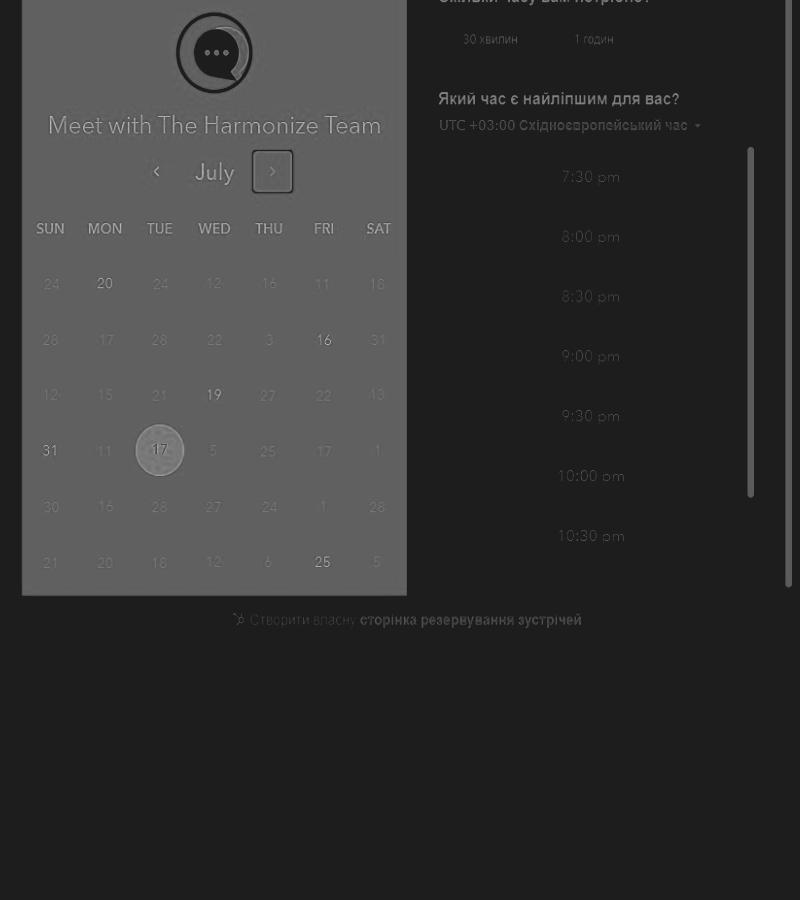 Скільки часу вам потрібно?
30 хвилин 1 годин
Meet with The Harmonize Team
July
SUN MON TUE WED THU FRI SAT
24 20 24 12 16 11 18
28 17 28 22 3 16 31
12 15 21 19 27 22 13
31 11 17 5 25 17 1
30 16 28 27 24 1 28
21 20 18 12 6 25 5
Який час є найліпшим для вас?
UTC +03:00 Східноєвропейський час
7:30 pm
8:00 pm
8:30 pm
9:00 pm
9:30 pm
10:00 pm
10:30 pm
Створити власну сторінка резервування зустрічей